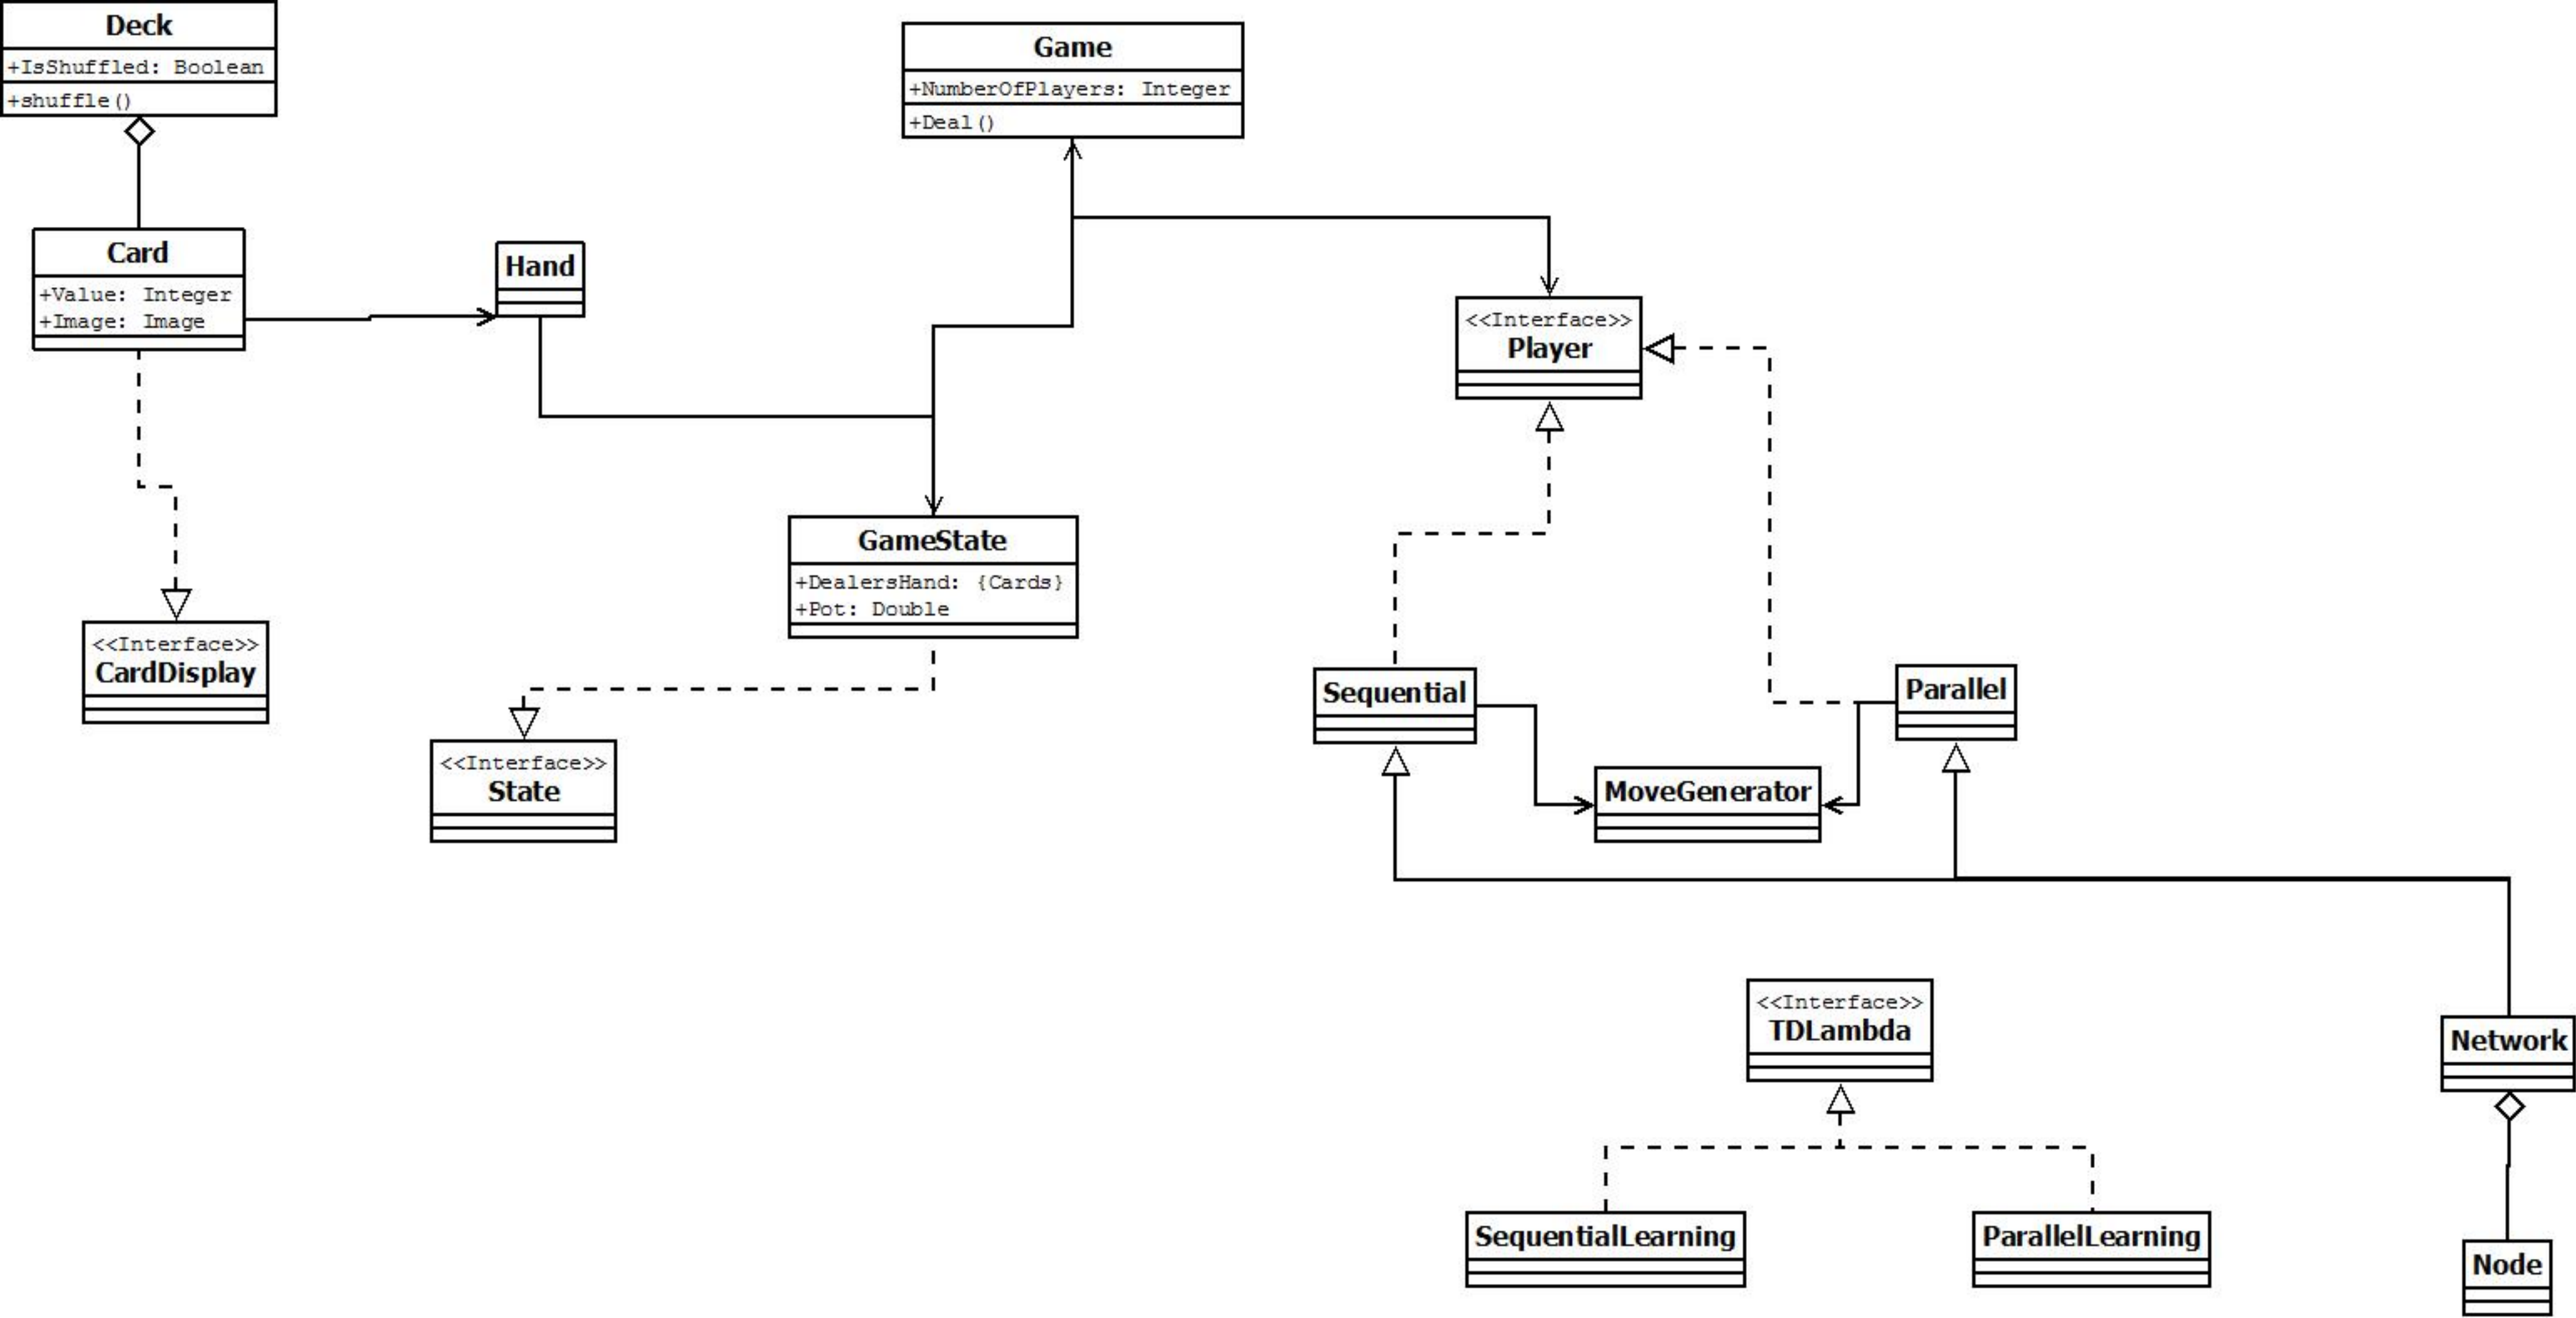 Deck
+IsShuffled: Boolean
+shuffle()
Game
+NumberOfPlayers: Integer
+Deal()
Card
+Value: Integer
+Image: Image
Hand
<<Interface>>
Player
<<Interface>>
CardDisplay
GameState
+DealersHand: {Cards}
+Pot: Double
<<Interface>>
State
Sequential
Parallel
MoveGenerator
<<Interface>>
TDLambda
Network
SequentialLearning
ParallelLearning
Node